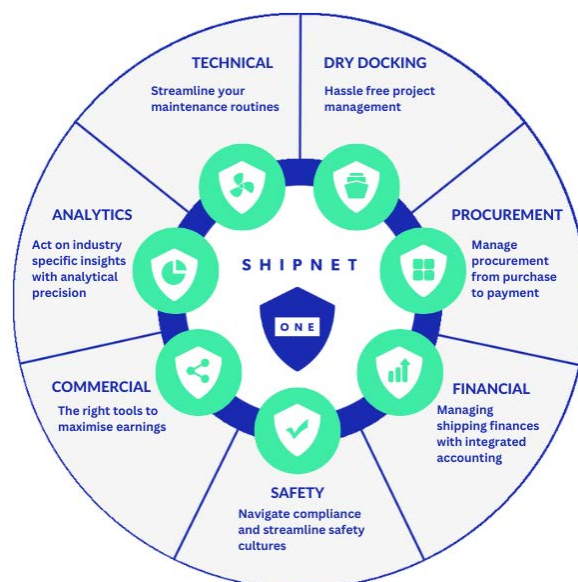 TECHNICAL
Streamline your
maintenance routines
DRY DOCKING
Hassle free project
management
ANALYTICS
Act on industry
specific insights
with analytical
precision
PROCUREMENT
Manage
procurement
from purchase
to payment
SHIPNET
ONE
COMMERCIAL
The right tools to
maximise earnings
FINANCIAL
Managing
shipping finances
with integrated
accounting
SAFETY
Navigate compliance
and streamline safety
cultures